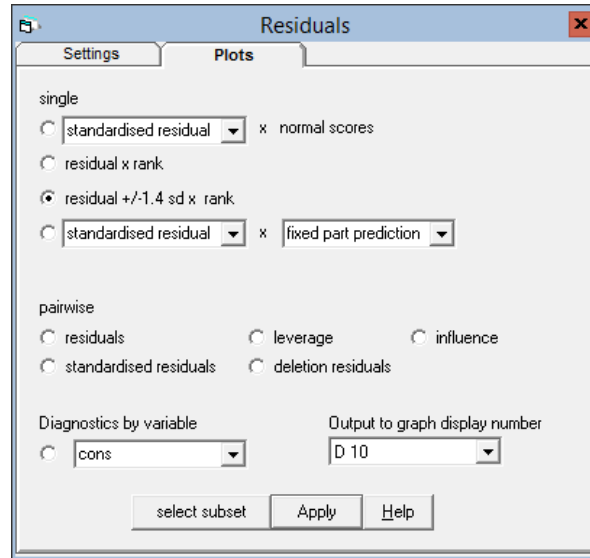 Residuals
Settings Plots
single
standardised residual x normal scores
residual x rank
residual +/-1.4 sd x rank
standardised residual x fixed part prediction
pairwise
residuals leverage influence
standardised residuals deletion residuals
Diagnostics by variable Output to graph display number
cons D 10
select subset Apply Help